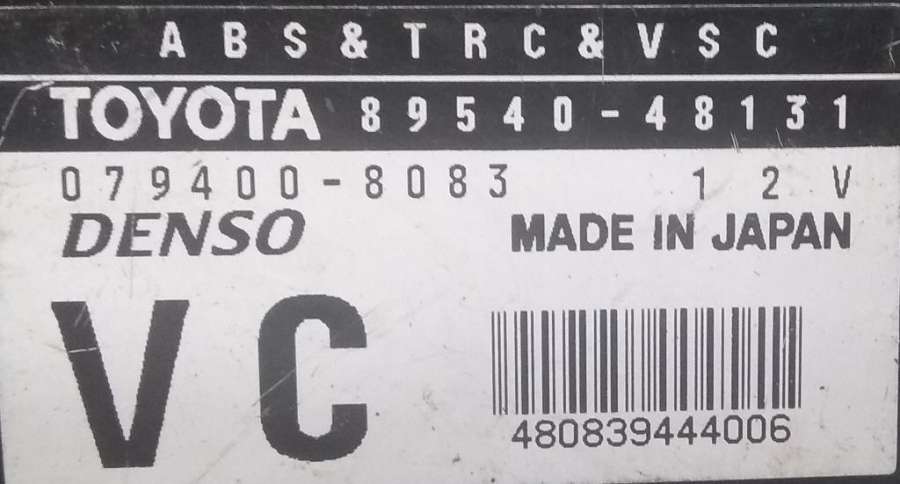 ABS&TRC&VSC
TOYOTA 89540-48131
079400-8083 12V
DENSO MADE IN JAPAN
VC
480839444006